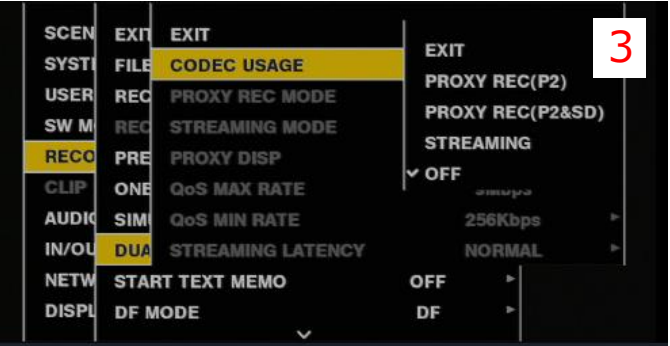 SCEN EXIT EXIT
SYSTI FILE CODEC USAGE
USER REC PROXY REC MODE
SW M REC STREAMING MODE
RECO PRE PROXY DISP
CLIP ONE QoS MAX RATE
AUDIO SIMU QoS MIN RATE 256Kbps
IN/OU DUA STREAMING LATENCY NORMAL
NETW START TEXT MEMO OFF
DISPL DF MODE DF
EXIT
PROXY REC(P2)
PROXY REC(P2&SD)
STREAMING
OFF
3